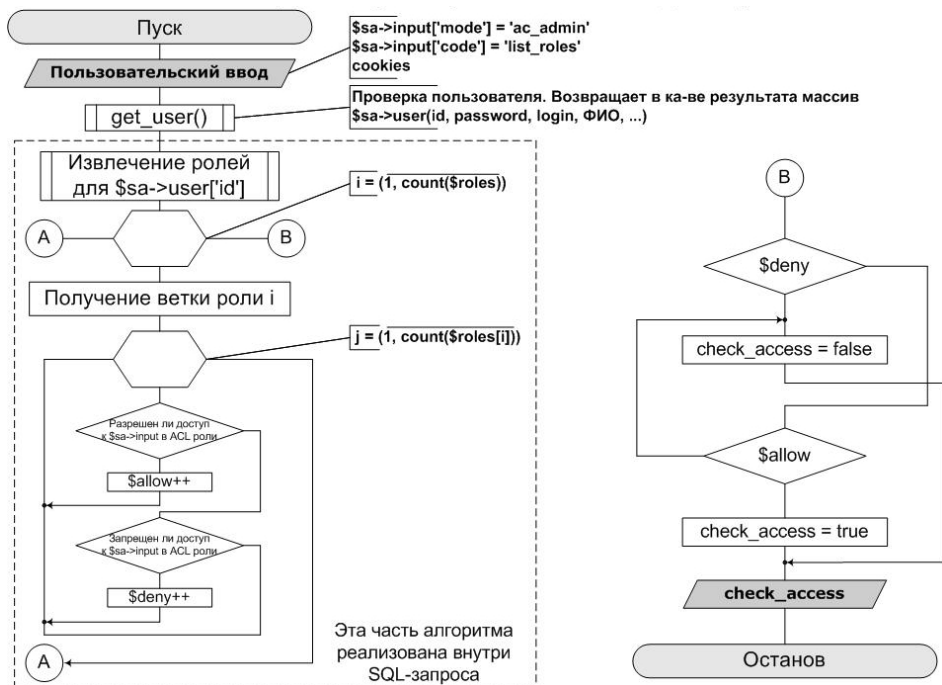 Пуск
$sa->input['mode'] = 'ac_admin'
$sa->input['code'] = 'list_roles'
cookies
Пользовательский ввод
get_user()
Проверка пользователя. Возвращает в ка-ве результата массив
$sa->user(id, password, login, ФИО, ...)
Извлечение ролей
для $sa->user['id']
i = (1, count($roles))
A
B
Получение ветки роли i
j = (1, count($roles[i]))
Разрешен ли доступ
к $sa->input в ACL роли
$allow++
Запрещен ли доступ
к $sa->input в ACL роли
$deny++
A
Эта часть алгоритма
реализована внутри
SQL-запроса
B
$deny
check_access = false
$allow
check_access = true
check_access
Останов